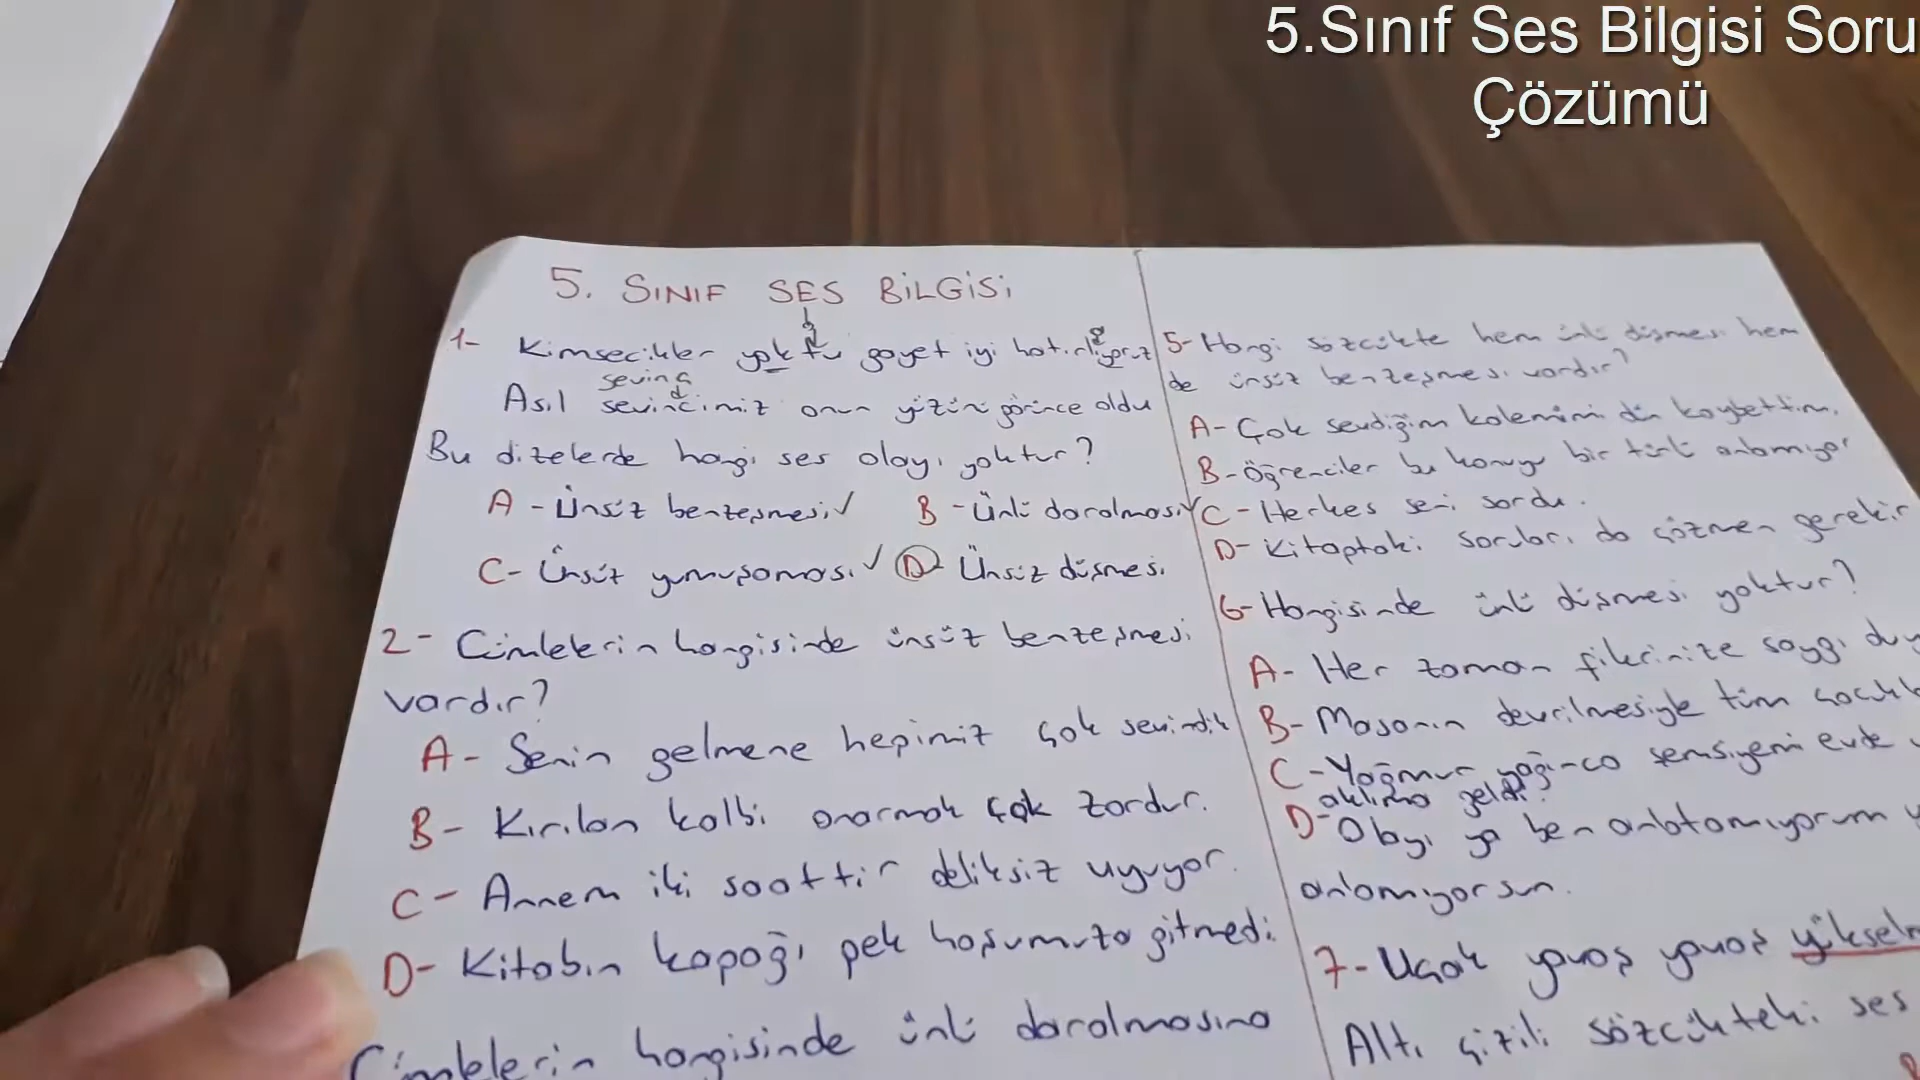 5.Sınıf Ses Bilgisi Soru
Çözümü
5. SINIF SES BİLGİSİ
1- Kimsecikler yoktu gayet iyi hatırlıyoruz
sevinç
Asıl sevincimiz onun yüzünü görünce oldu
Bu dizelerde hangi ses olayı yoktur?
A - Ünsüz benzeşmesi ✓ B - Ünlü daralması ✓
C- Ünsüz yumuşaması ✓ D Ünsüz düşmesi
2- Cümlelerin hangisinde ünsüz benzeşmesi
vardır?
A- Senin gelmene hepimiz çok sevindik
B- Kırılan kalbi onarmak çok zordur.
C- Annem iki saattir deliksiz uyuyor.
D- Kitabın kapağı pek hoşumuza gitmedi
Cümlelerin hangisinde ünlü daralmasına
5- Hangi sözcükte hem ünlü düşmesi hem
de ünsüz benzeşmesi vardır?
A- Çok sevdiğim kalemimi dün kaybettim.
B- Öğrenciler bu konuyu bir türlü anlamıyor
C- Herkes seni sordu.
D- Kitaptaki soruları da çözmen gerekir
6- Hangisinde ünlü düşmesi yoktur?
A- Her zaman fikrinize saygı duy
B- Masanın devrilmesiyle tüm çocukl
C- Yağmur yağınca şemsiyemi evde
aklıma geldi.
D- Olayı ya ben anlatamıyorum
anlamıyorsun.
7- Uçak yavaş yavaş yüksel
Altı çizili sözcükteki ses